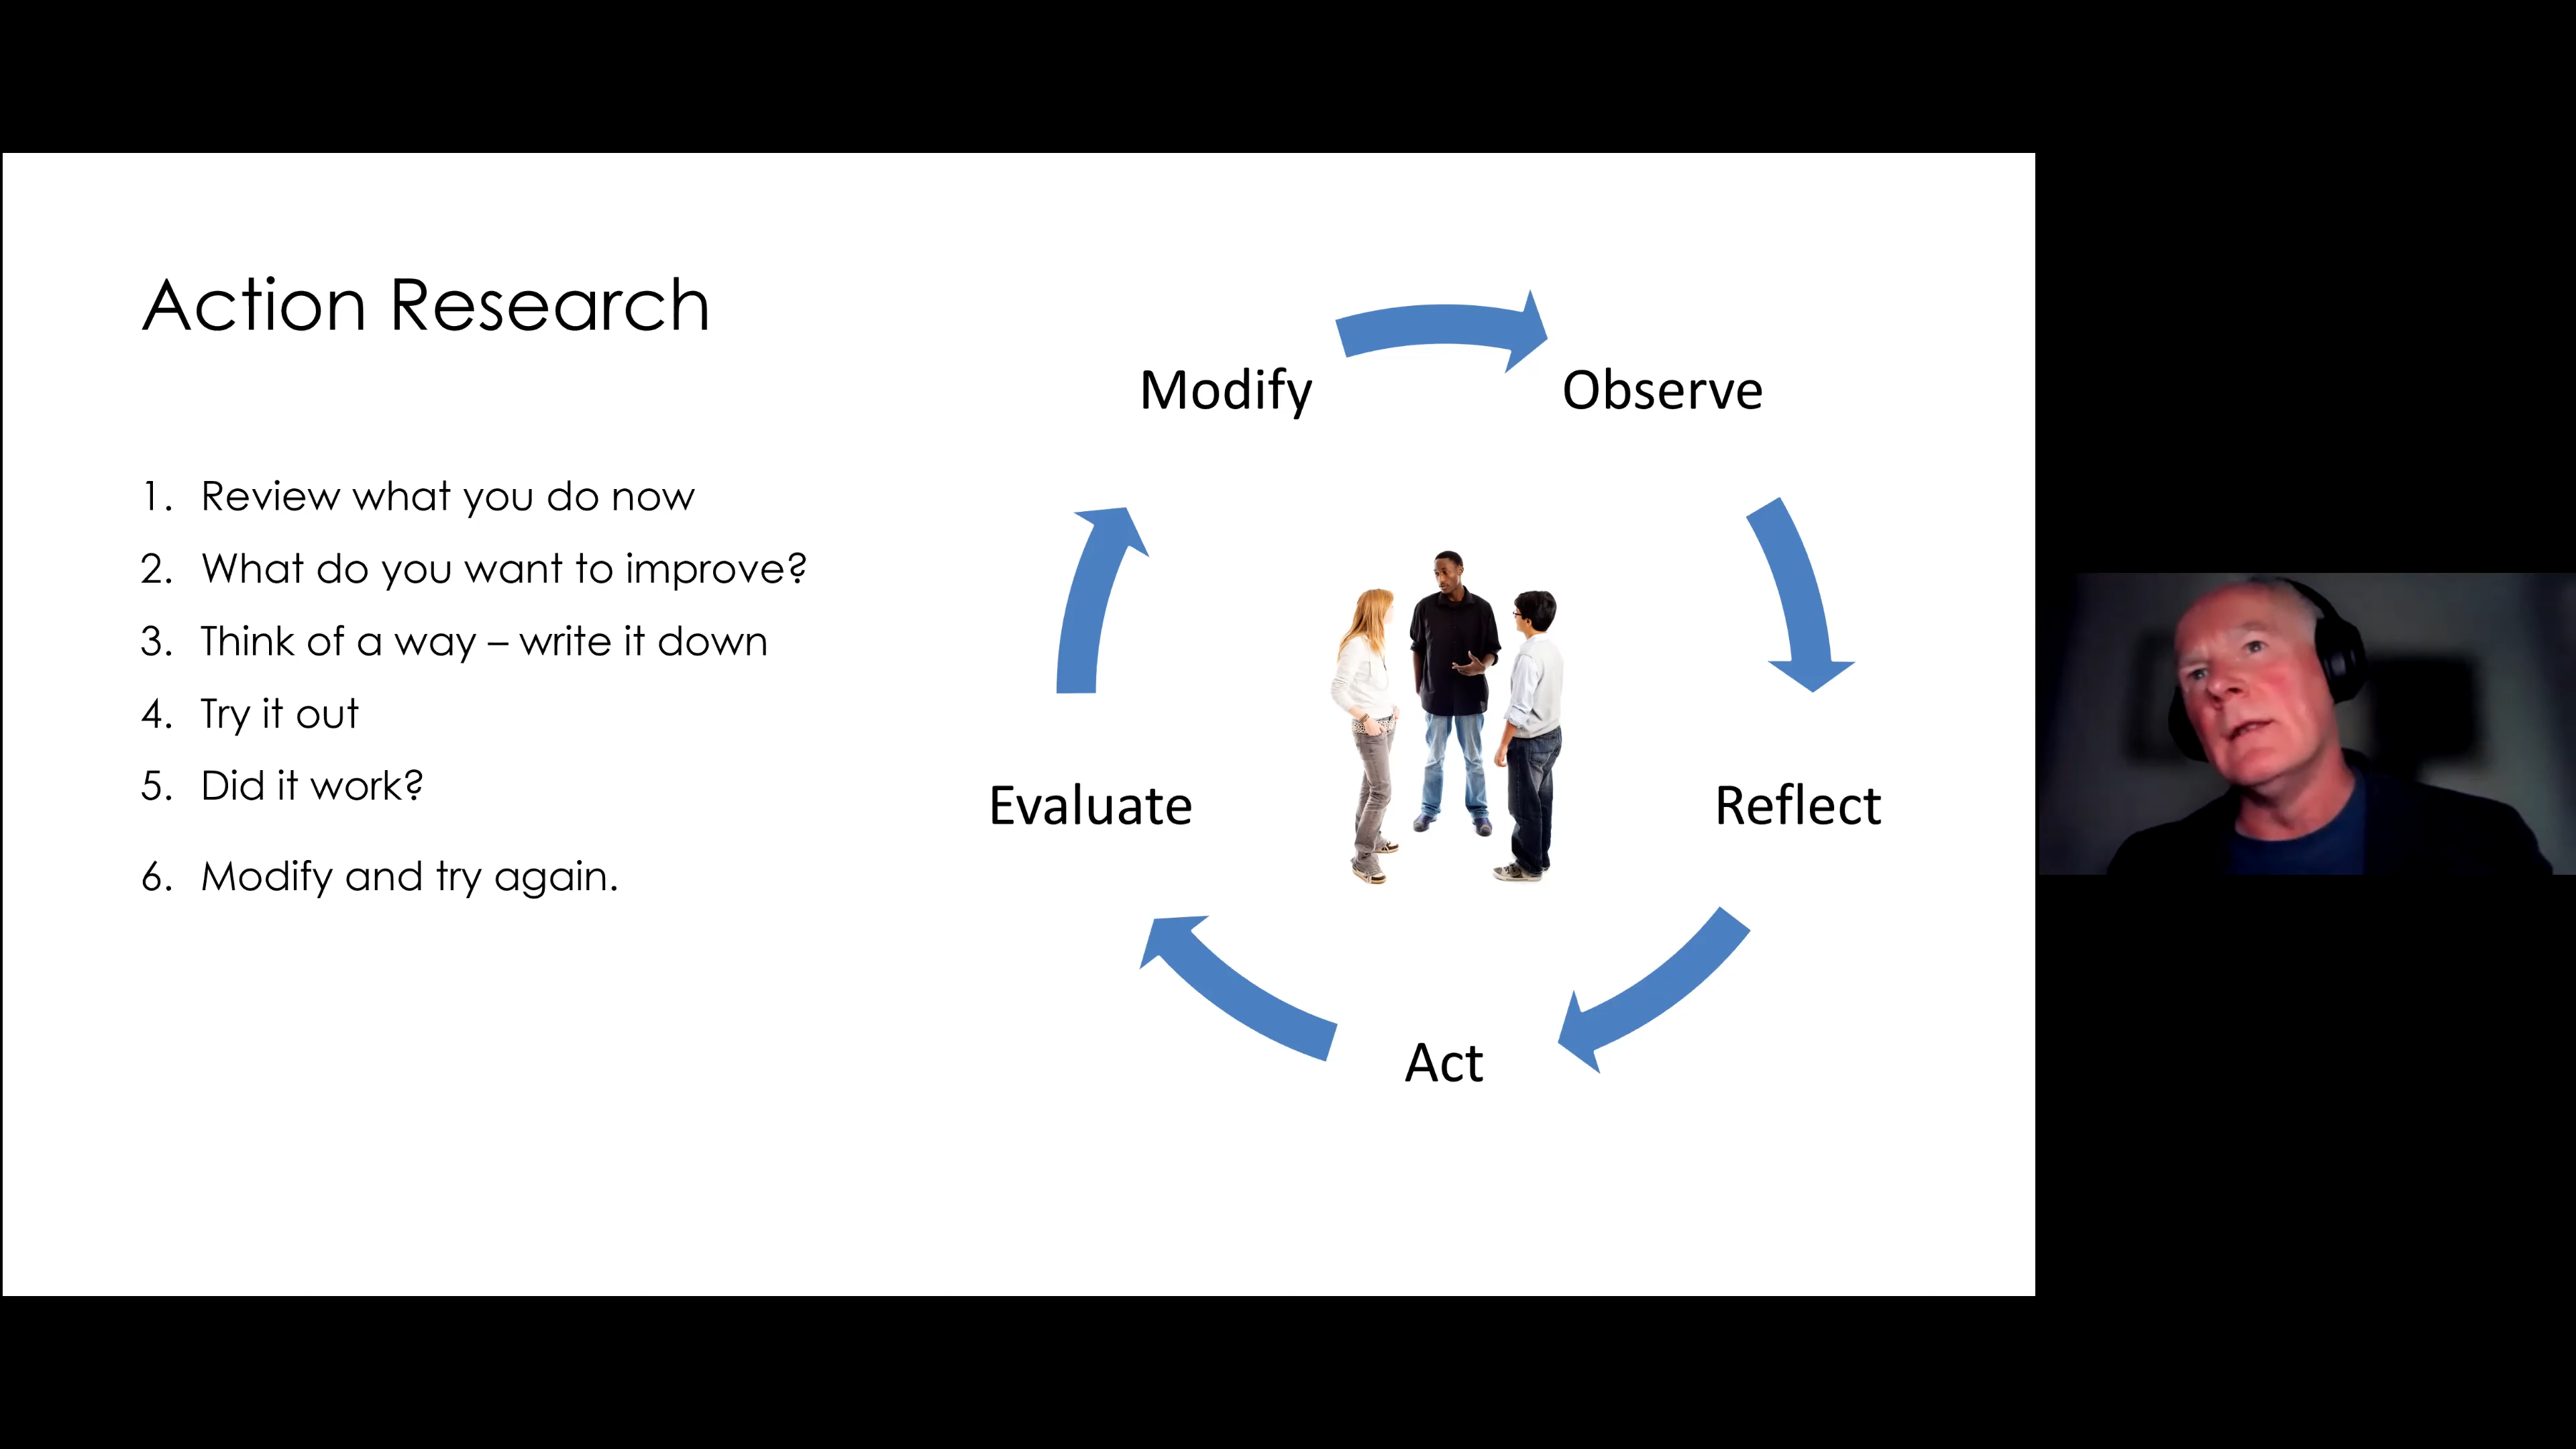 Action Research
1. Review what you do now
2. What do you want to improve?
3. Think of a way – write it down
4. Try it out
5. Did it work?
6. Modify and try again.
Modify
Observe
Reflect
Act
Evaluate